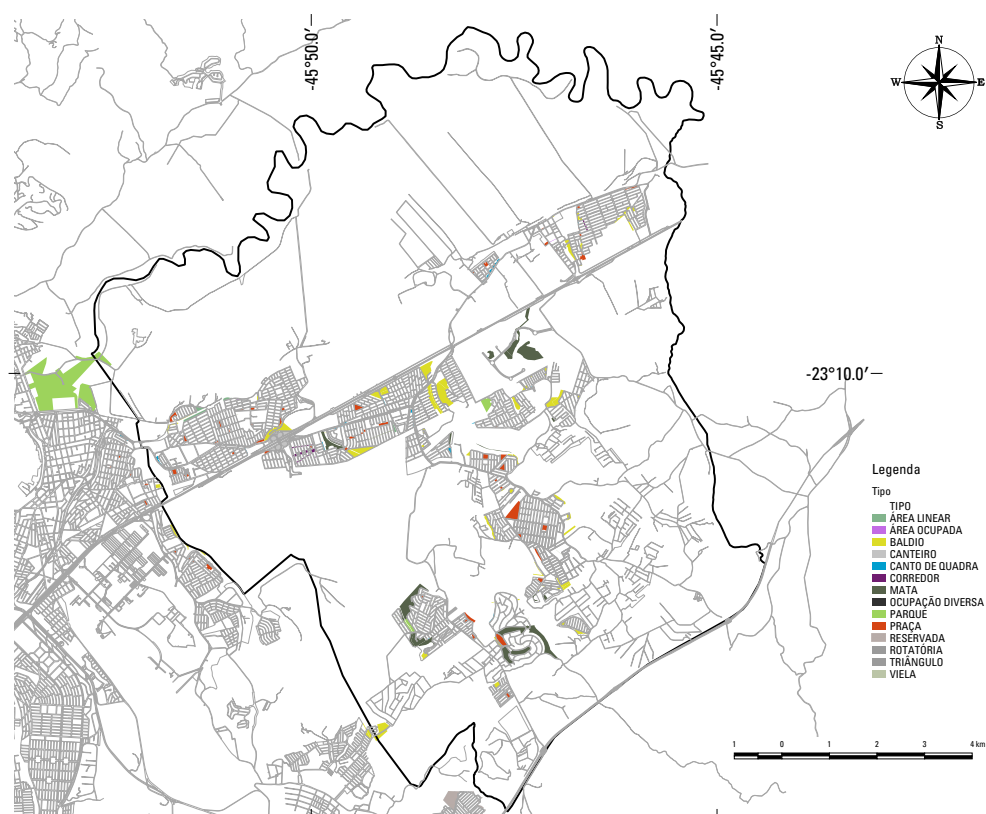 -45°50.0'
-45°45.0'
N
W
E
S
-23°10.0'
Legenda
Tipo
TIPO
ÁREA LINEAR
ÁREA OCUPADA
BALDIO
CANTEIRO
CANTO DE QUADRA
CORREDOR
MATA
OCUPAÇÃO DIVERSA
PARQUE
PRAÇA
RESERVADA
ROTATÓRIA
TRIÂNGULO
VIELA
1 0 1 2 3 4 km